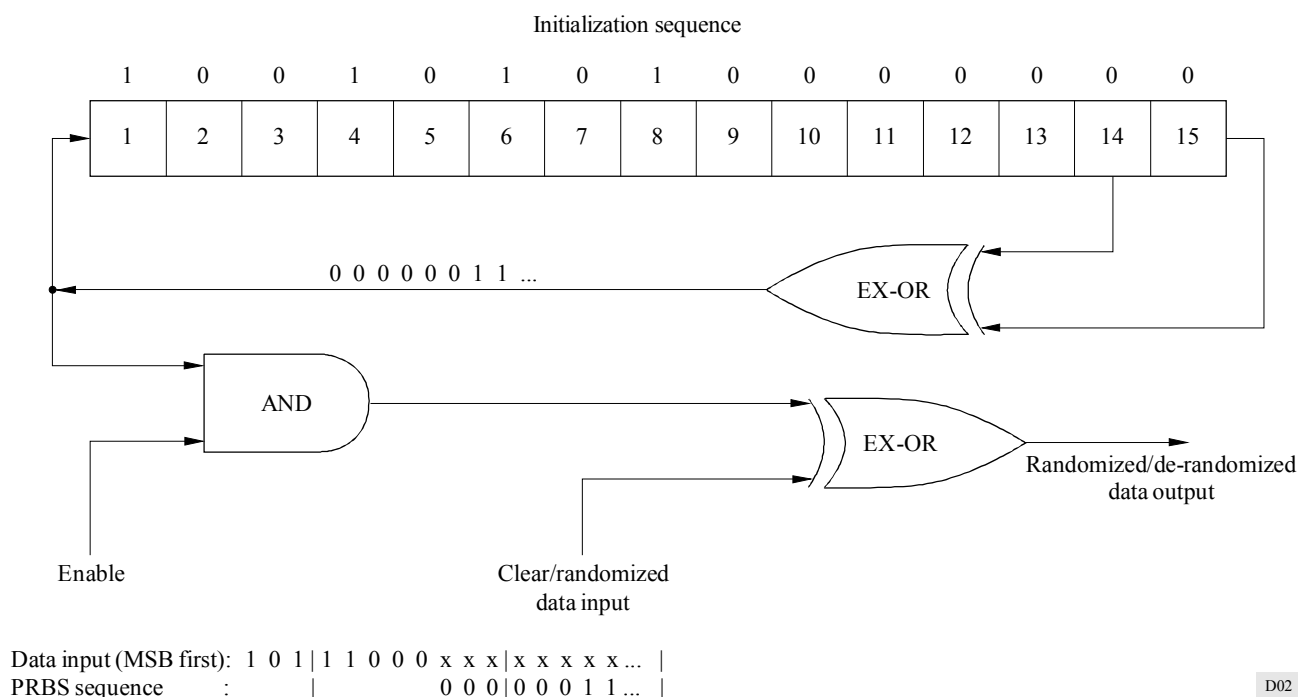 Initialization sequence
1 0 0 1 0 1 0 1 0 0 0 0 0 0 0
1 2 3 4 5 6 7 8 9 10 11 12 13 14 15
0 0 0 0 0 0 1 1 ...
EX-OR
AND
EX-OR
Randomized/de-randomized
data output
Enable
Clear/randomized
data input
Data input (MSB first): 1 0 1 | 1 1 0 0 0 x x x | x x x x x ... |
PRBS sequence : | 0 0 0 | 0 0 0 1 1 ... |
D02